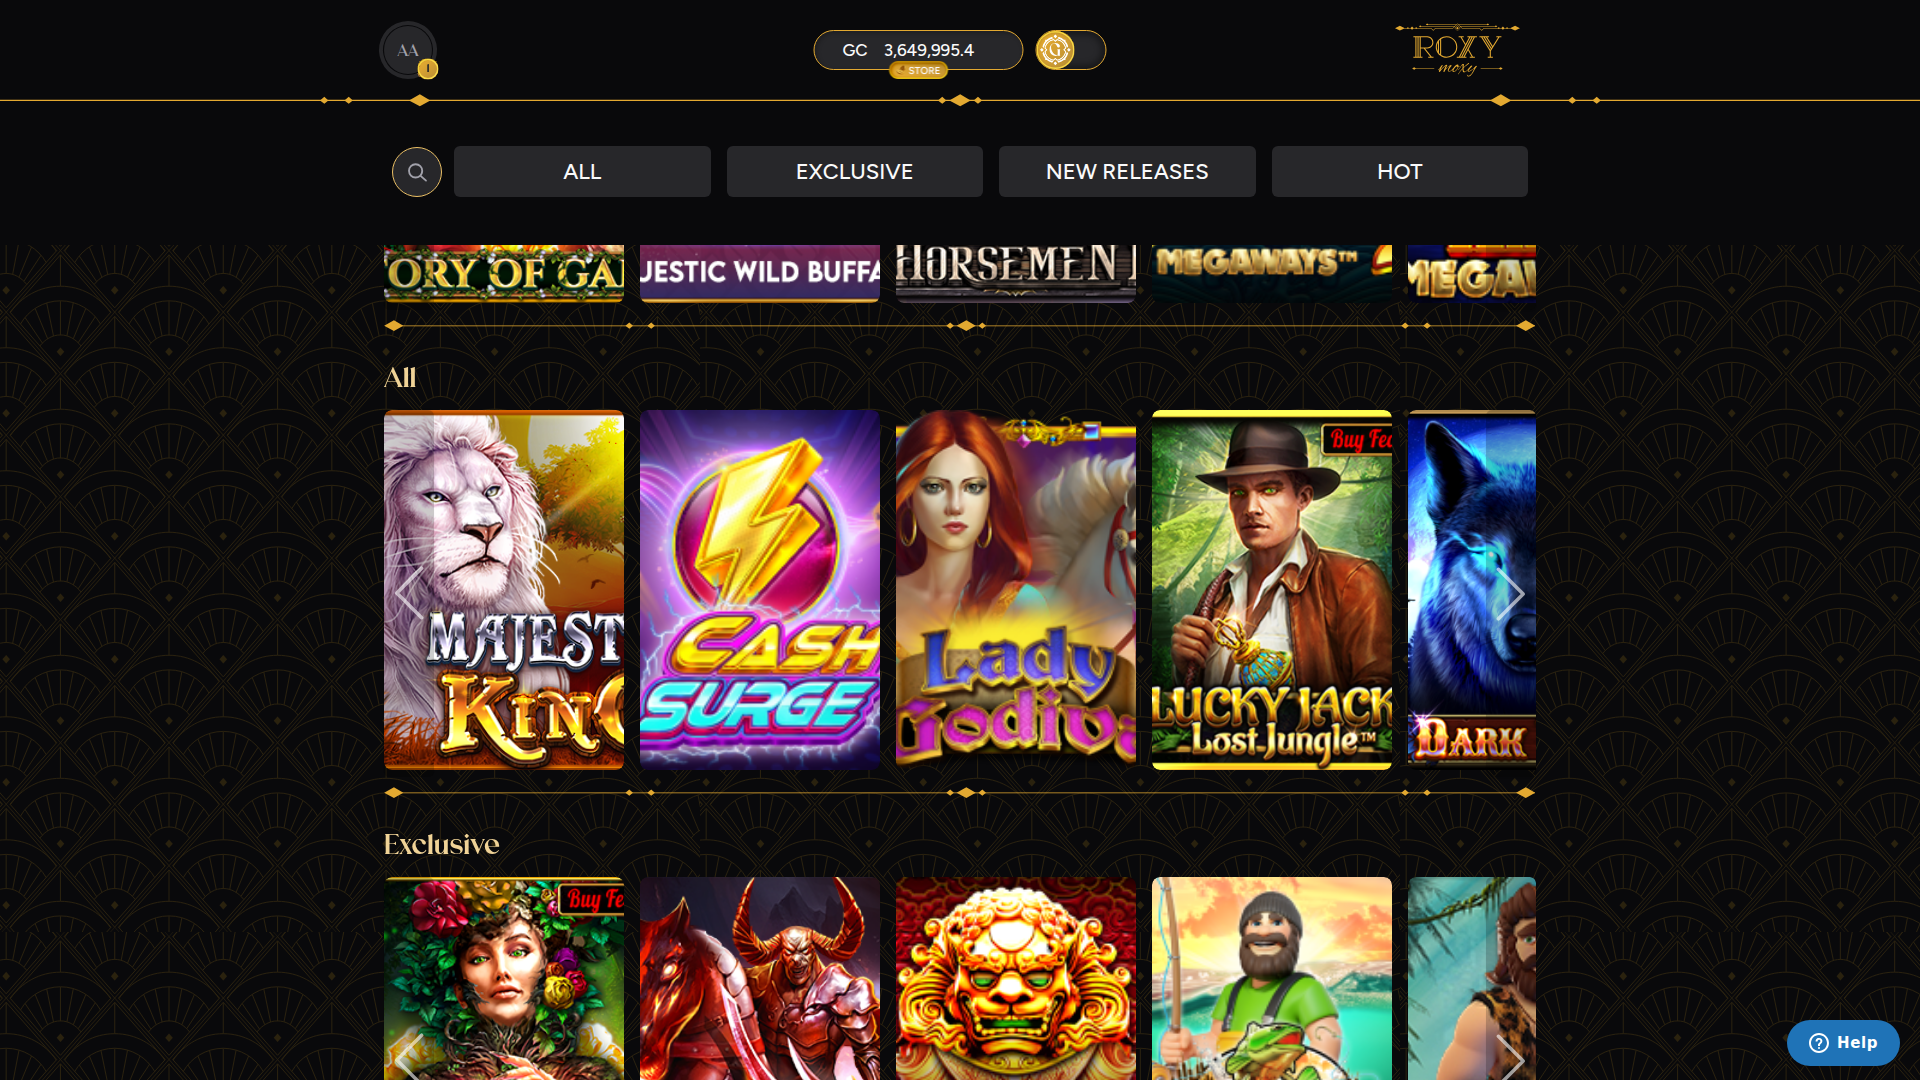 AA
GC 3,649,995.4
STORE
ROXY
moxy
ALL
EXCLUSIVE
NEW RELEASES
HOT
ORY OF GA
JESTIC WILD BUFFA
HORSEMEN
MEGAWAYS™
MEGAW
All
Buy Fea
MAJEST
KING
CASH
SURGE
Lady
Godiva
LUCKY JACK
Lost Jungle™
DARK
Exclusive
Buy Fe
Help